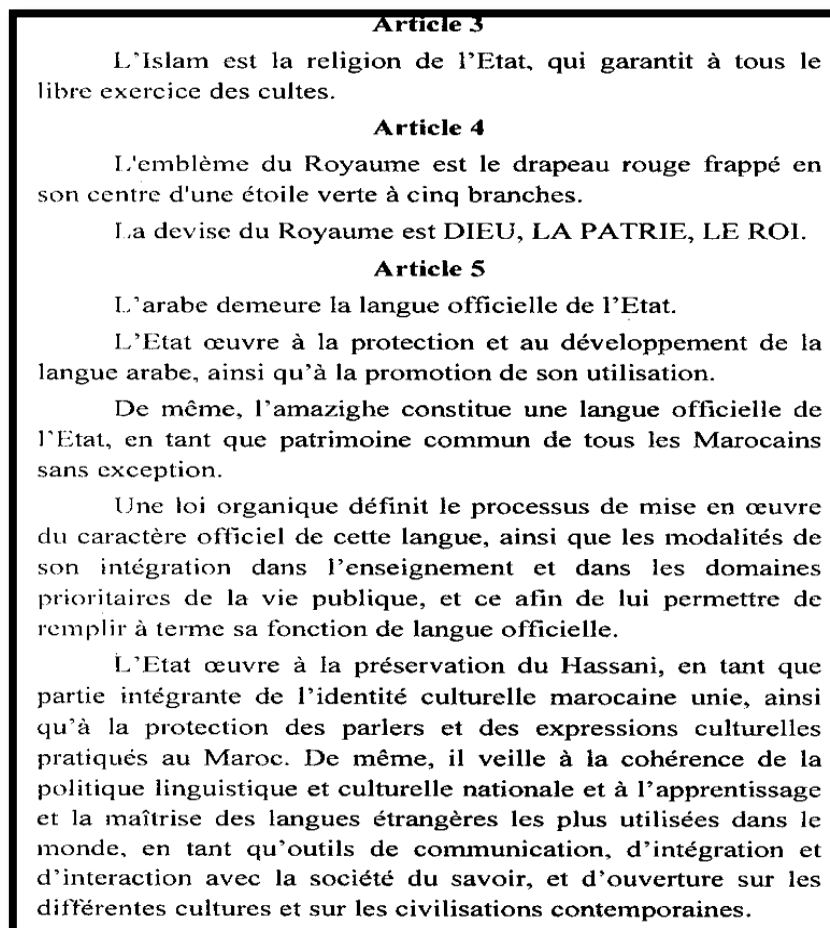 Article 3
L'Islam est la religion de l'Etat, qui garantit à tous le
libre exercice des cultes.
Article 4
L'emblème du Royaume est le drapeau rouge frappé en
son centre d'une étoile verte à cinq branches.
La devise du Royaume est DIEU, LA PATRIE, LE ROI.
Article 5
L'arabe demeure la langue officielle de l'Etat.
L'Etat œuvre à la protection et au développement de la
langue arabe, ainsi qu'à la promotion de son utilisation.
De même, l'amazighe constitue une langue officielle de
l'Etat, en tant que patrimoine commun de tous les Marocains
sans exception.
Une loi organique définit le processus de mise en œuvre
du caractère officiel de cette langue, ainsi que les modalités de
son intégration dans l'enseignement et dans les domaines
prioritaires de la vie publique, et ce afin de lui permettre de
remplir à terme sa fonction de langue officielle.
L'Etat œuvre à la préservation du Hassani, en tant que
partie intégrante de l'identité culturelle marocaine unie, ainsi
qu'à la protection des parlers et des expressions culturelles
pratiqués au Maroc. De même, il veille à la cohérence de la
politique linguistique et culturelle nationale et à l'apprentissage
et la maîtrise des langues étrangères les plus utilisées dans le
monde, en tant qu'outils de communication, d'intégration et
d'interaction avec la société du savoir, et d'ouverture sur les
différentes cultures et sur les civilisations contemporaines.